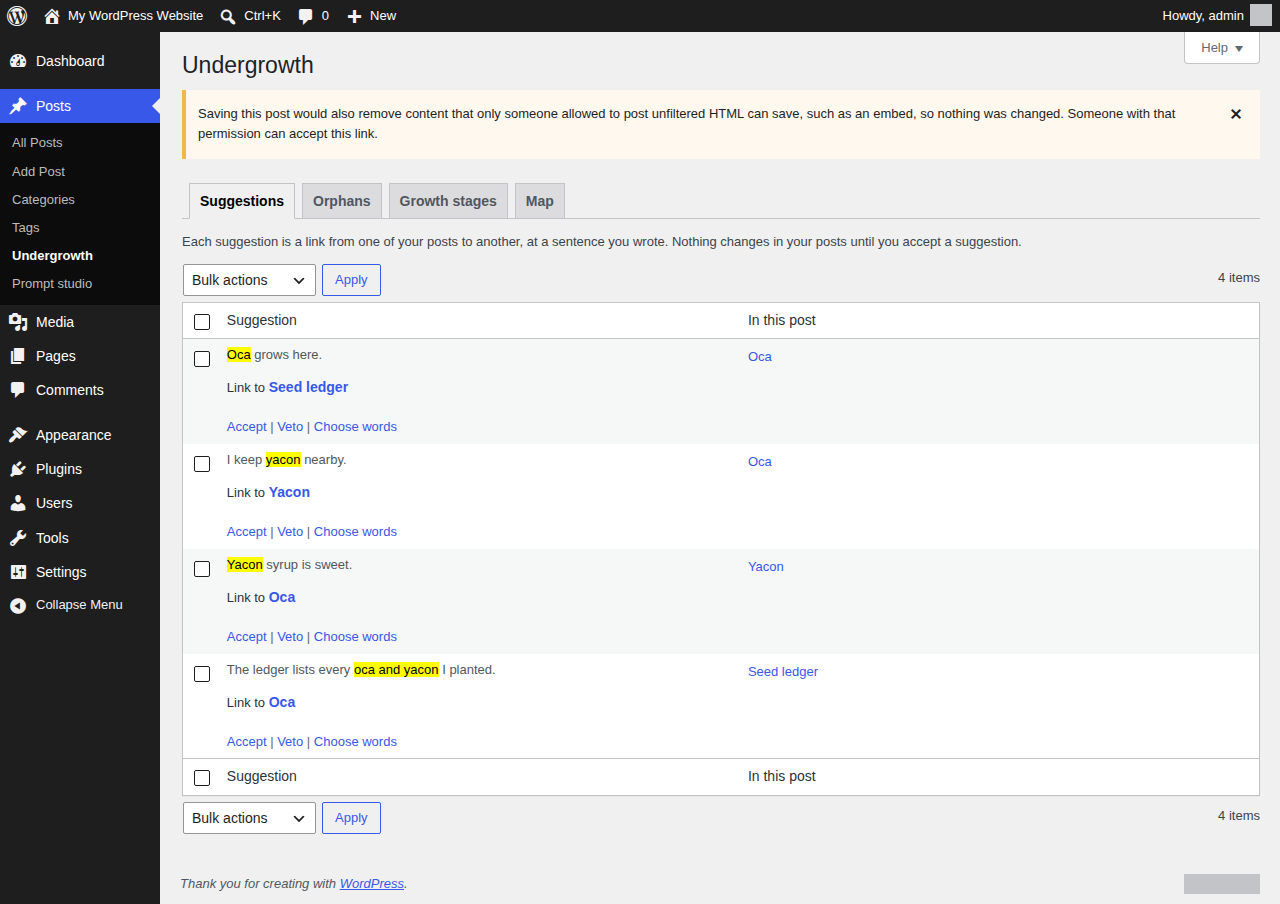 My WordPress Website Ctrl+K 0 New Howdy, admin
Dashboard
Posts
All Posts
Add Post
Categories
Tags
Undergrowth
Prompt studio
Media
Pages
Comments
Appearance
Plugins
Users
Tools
Settings
Collapse Menu
Help
Undergrowth
Saving this post would also remove content that only someone allowed to post unfiltered HTML can save, such as an embed, so nothing was changed. Someone with that
permission can accept this link.
Suggestions Orphans Growth stages Map
Each suggestion is a link from one of your posts to another, at a sentence you wrote. Nothing changes in your posts until you accept a suggestion.
Bulk actions Apply 4 items
Suggestion In this post
Oca grows here. Oca
Link to Seed ledger
Accept | Veto | Choose words
I keep yacon nearby. Oca
Link to Yacon
Accept | Veto | Choose words
Yacon syrup is sweet. Yacon
Link to Oca
Accept | Veto | Choose words
The ledger lists every oca and yacon I planted. Seed ledger
Link to Oca
Accept | Veto | Choose words
Suggestion In this post
Bulk actions Apply 4 items
Thank you for creating with WordPress.